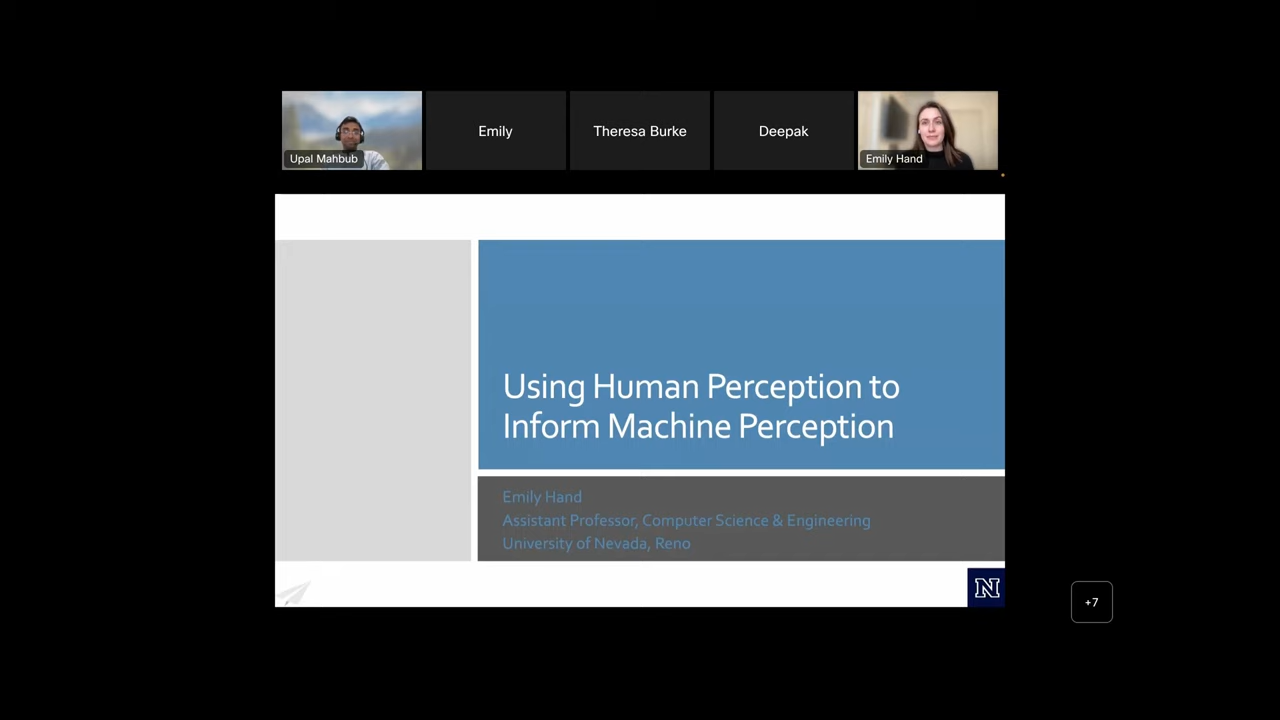 Upal Mahbub
Emily
Theresa Burke
Deepak
Emily Hand
Using Human Perception to
Inform Machine Perception
Emily Hand
Assistant Professor, Computer Science & Engineering
University of Nevada, Reno
N
+7